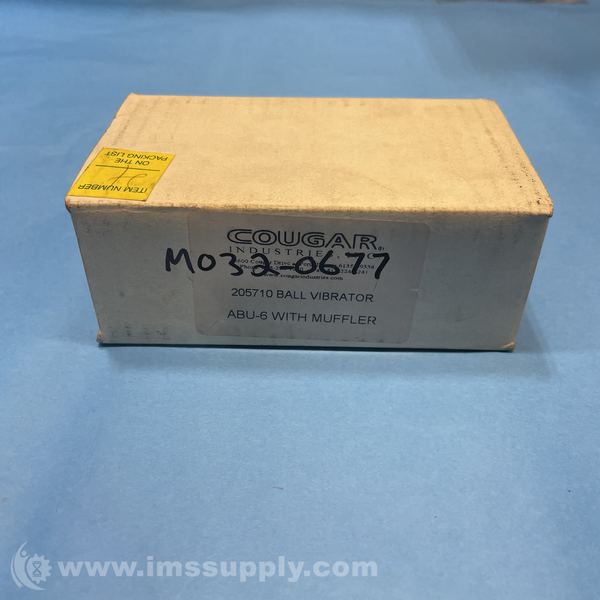 ITEM NUMBER
ON THE
PACKING LIST
COUGAR
INDUSTRIES
M032-0677
205710 BALL VIBRATOR
ABU-6 WITH MUFFLER
www.imssupply.com